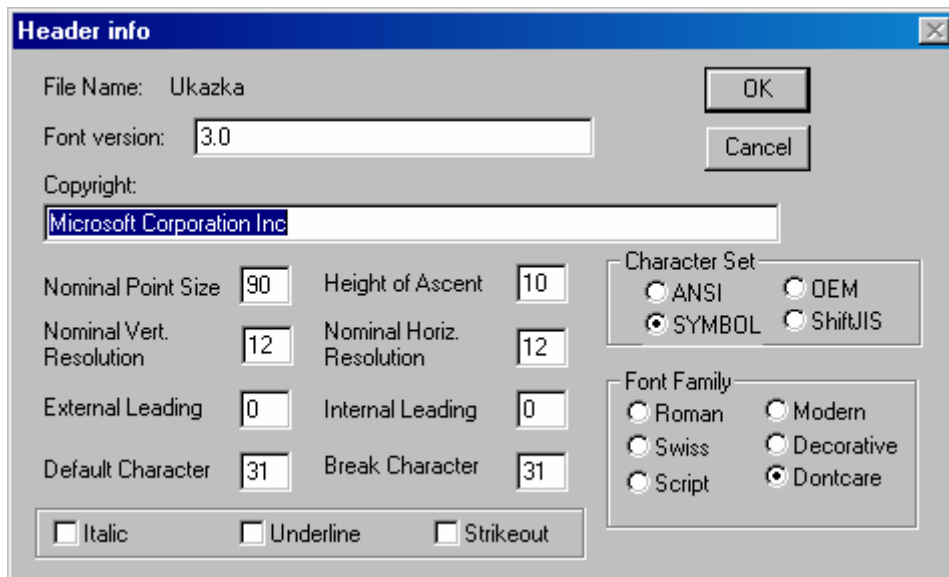 Header info
File Name: Ukazka
OK
Font version: 3.0
Cancel
Copyright:
Microsoft Corporation Inc
Nominal Point Size 90 Height of Ascent 10
Nominal Vert. Resolution 12 Nominal Horiz. Resolution 12
External Leading 0 Internal Leading 0
Default Character 31 Break Character 31
Italic Underline Strikeout
Character Set
ANSI OEM
SYMBOL ShiftJIS
Font Family
Roman Modern
Swiss Decorative
Script Dontcare